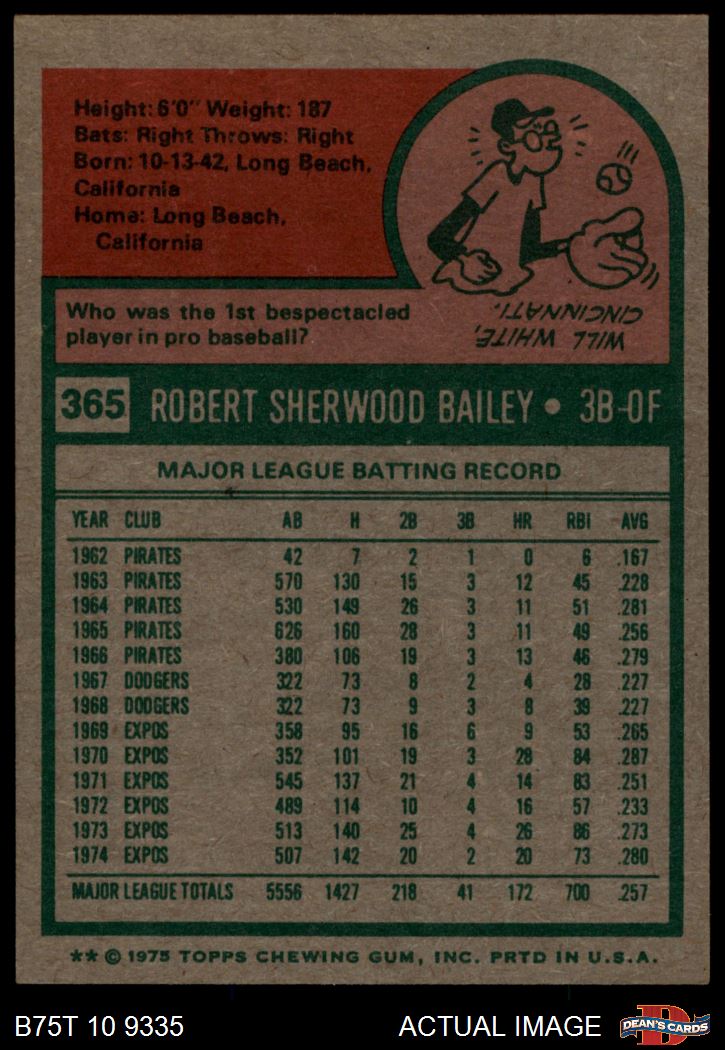 Height: 6'0" Weight: 187
Bats: Right Throws: Right
Born: 10-13-42, Long Beach,
California
Home: Long Beach,
California
Who was the 1st bespectacled
player in pro baseball?
WILL WHITE,
CINCINNATI.
365 ROBERT SHERWOOD BAILEY • 3B-OF
MAJOR LEAGUE BATTING RECORD
YEAR CLUB AB H 2B 3B HR RBI AVG
1962 PIRATES 42 7 2 1 0 6 .167
1963 PIRATES 570 130 15 3 12 45 .228
1964 PIRATES 530 149 26 3 11 51 .281
1965 PIRATES 626 160 28 3 11 49 .256
1966 PIRATES 380 106 19 3 13 46 .279
1967 DODGERS 322 73 8 2 4 28 .227
1968 DODGERS 322 73 9 3 8 39 .227
1969 EXPOS 358 95 16 6 9 53 .265
1970 EXPOS 352 101 19 3 28 84 .287
1971 EXPOS 545 137 21 4 14 83 .251
1972 EXPOS 489 114 10 4 16 57 .233
1973 EXPOS 513 140 25 4 26 86 .273
1974 EXPOS 507 142 20 2 20 73 .280
MAJOR LEAGUE TOTALS 5556 1427 218 41 172 700 .257
** © 1975 TOPPS CHEWING GUM, INC. PRTD IN U.S.A.
B75T 10 9335 ACTUAL IMAGE D DEAN'S CARDS